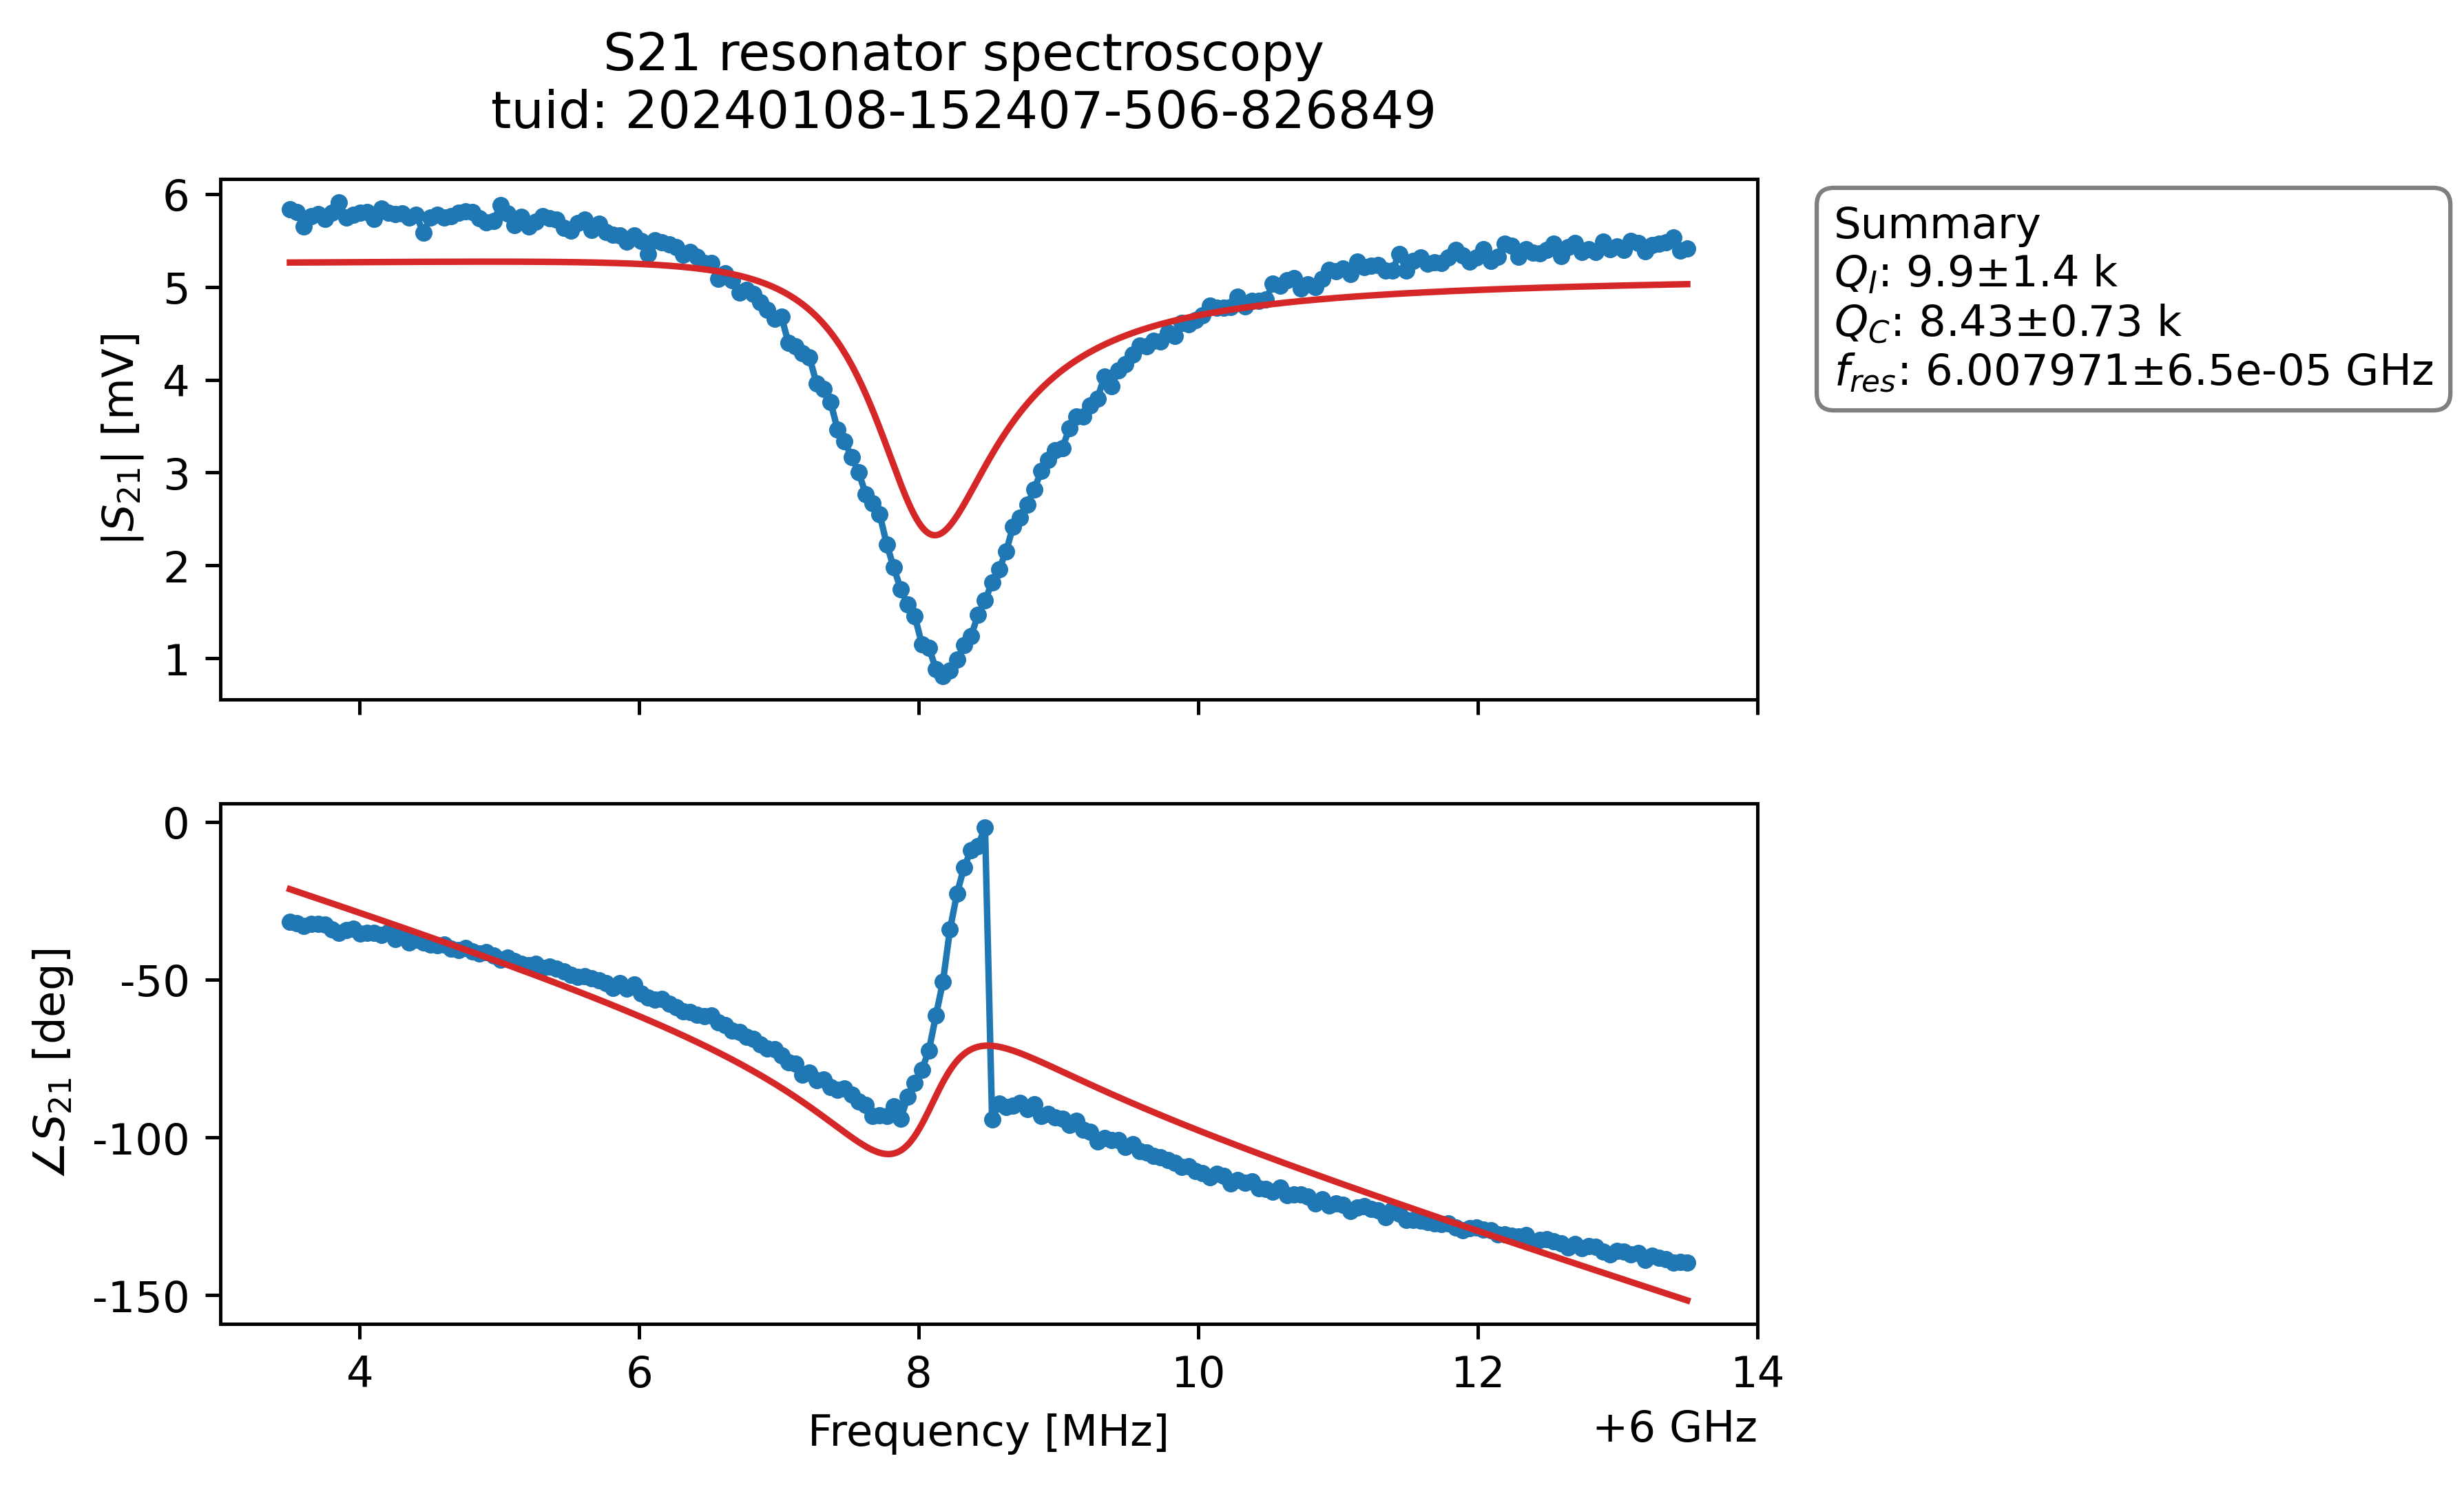 S21 resonator spectroscopy
tuid: 20240108-152407-506-826849
|S21| [mV]
6
5
4
3
2
1
Summary
QI: 9.9±1.4 k
QC: 8.43±0.73 k
fres: 6.007971±6.5e-05 GHz
∠S21 [deg]
0
-50
-100
-150
4 6 8 10 12 14
Frequency [MHz]
+6 GHz